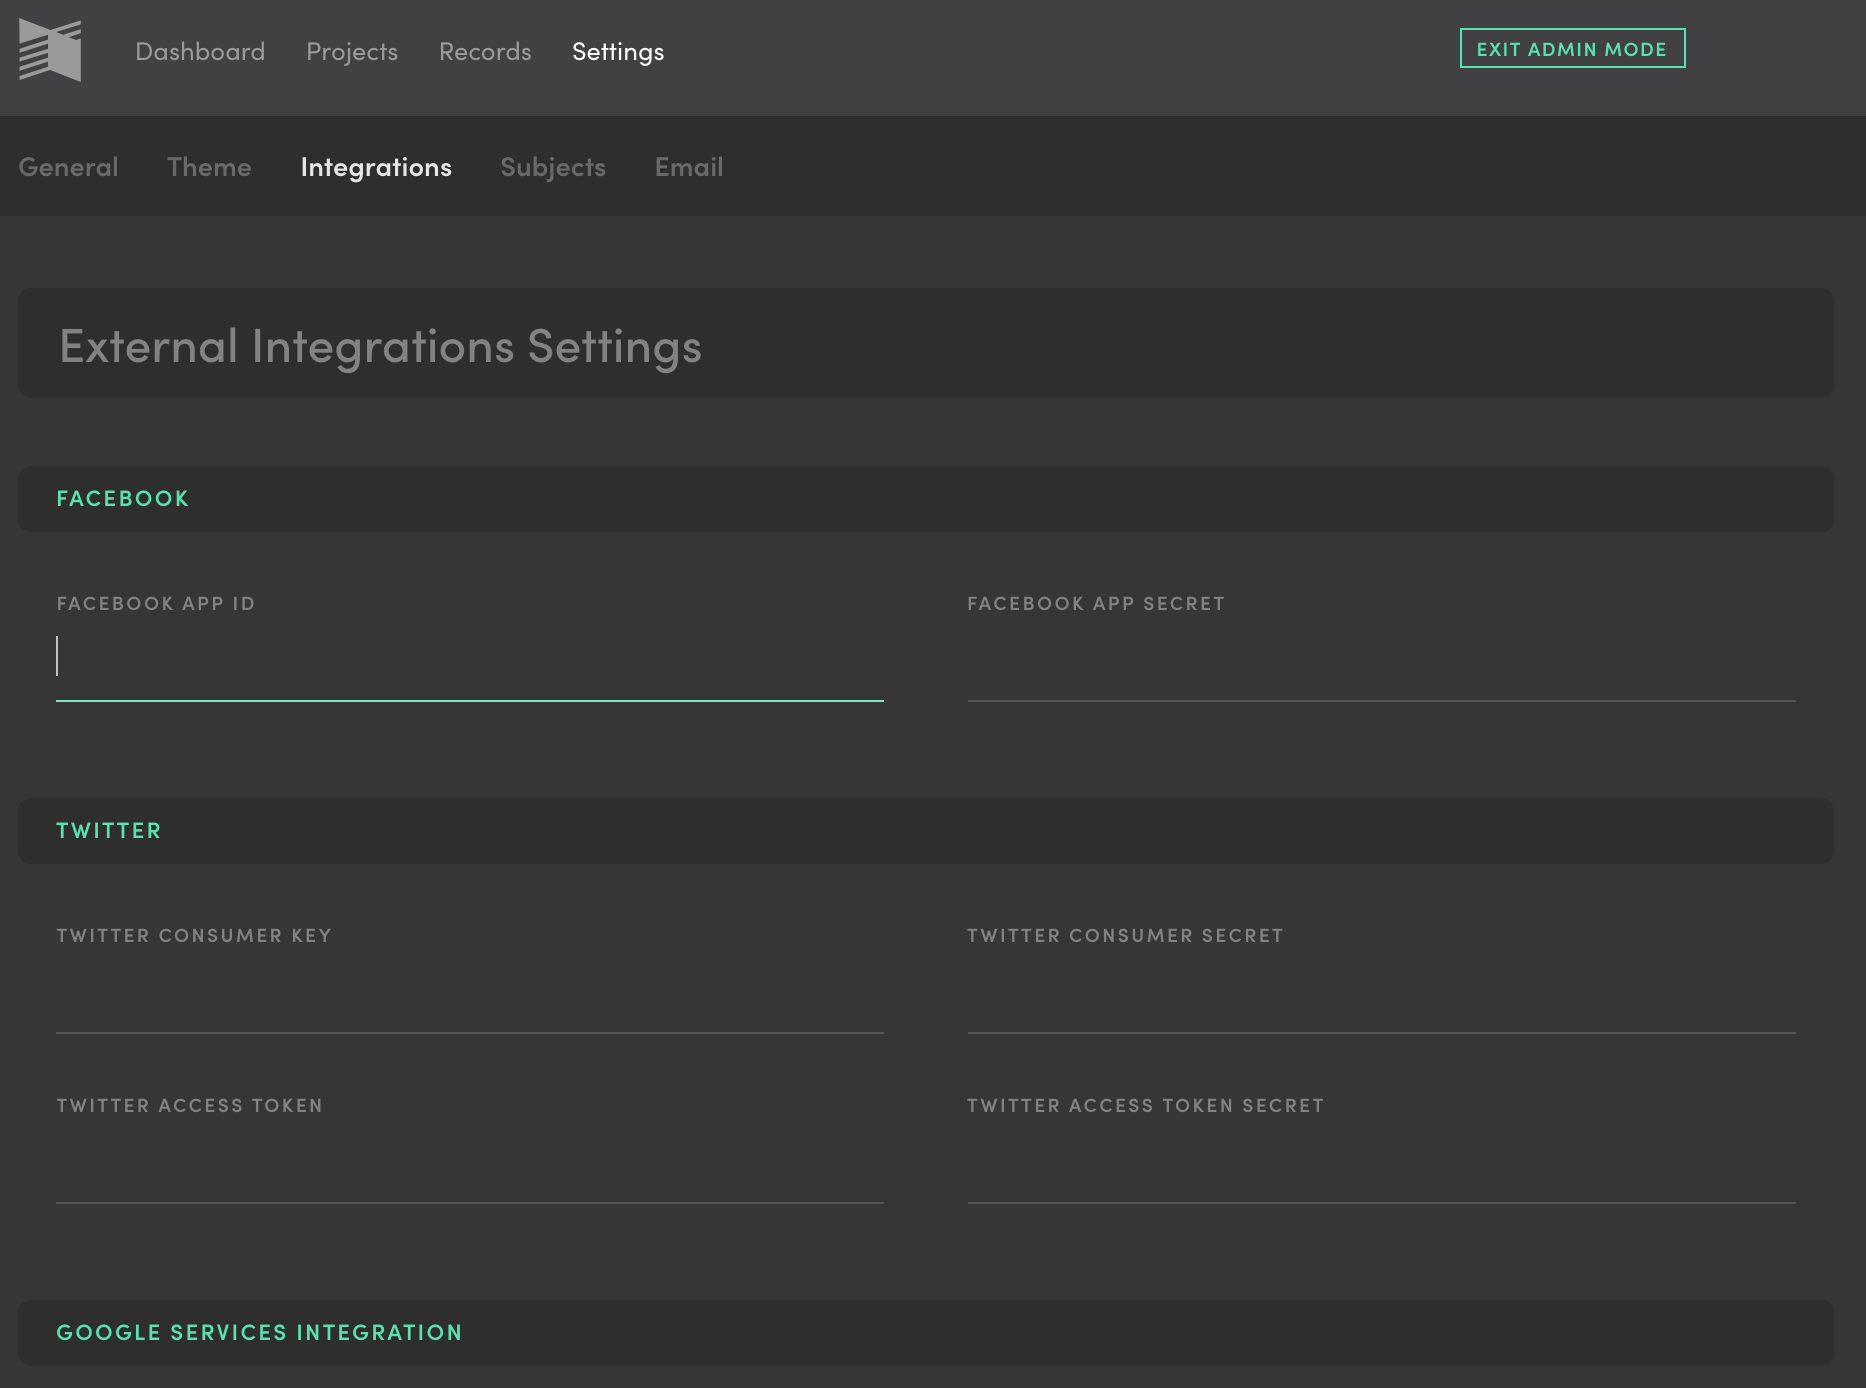 Dashboard Projects Records Settings EXIT ADMIN MODE
General Theme Integrations Subjects Email
External Integrations Settings
FACEBOOK
FACEBOOK APP ID FACEBOOK APP SECRET
TWITTER
TWITTER CONSUMER KEY TWITTER CONSUMER SECRET
TWITTER ACCESS TOKEN TWITTER ACCESS TOKEN SECRET
GOOGLE SERVICES INTEGRATION